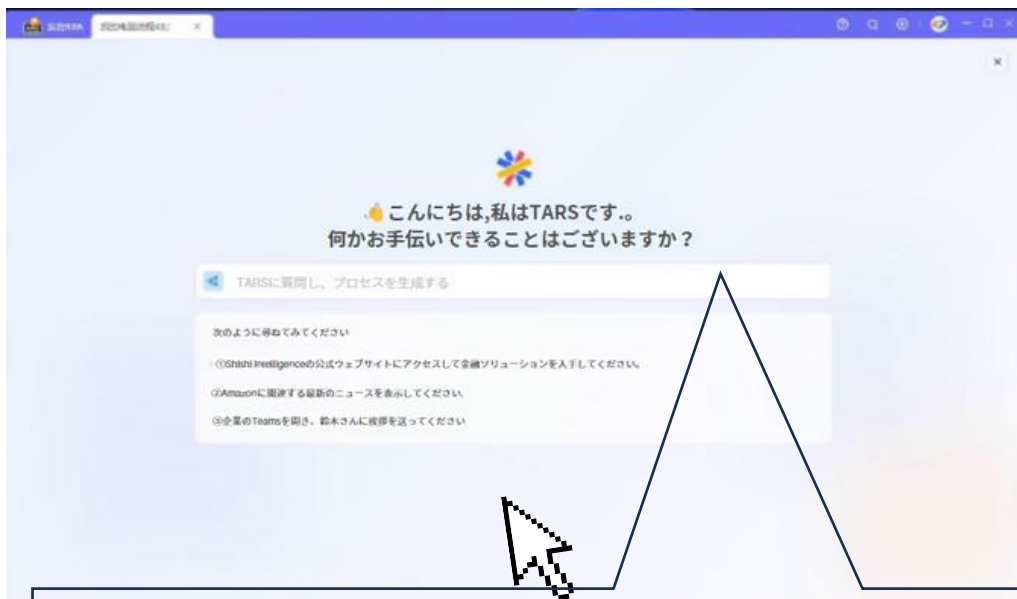 👋こんにちは,私はTARSです.。
何かお手伝いできることはございますか？
TARSに質問し、プロセスを生成する
次のように尋ねてみてください
①Shishi Intelligenceの公式ウェブサイトにアクセスして金融ソリューションを入手してください。
②Amazonに関連する最新のニュースを表示してください.
③企業のTeamsを開き、鈴木さんに挨拶を送ってください